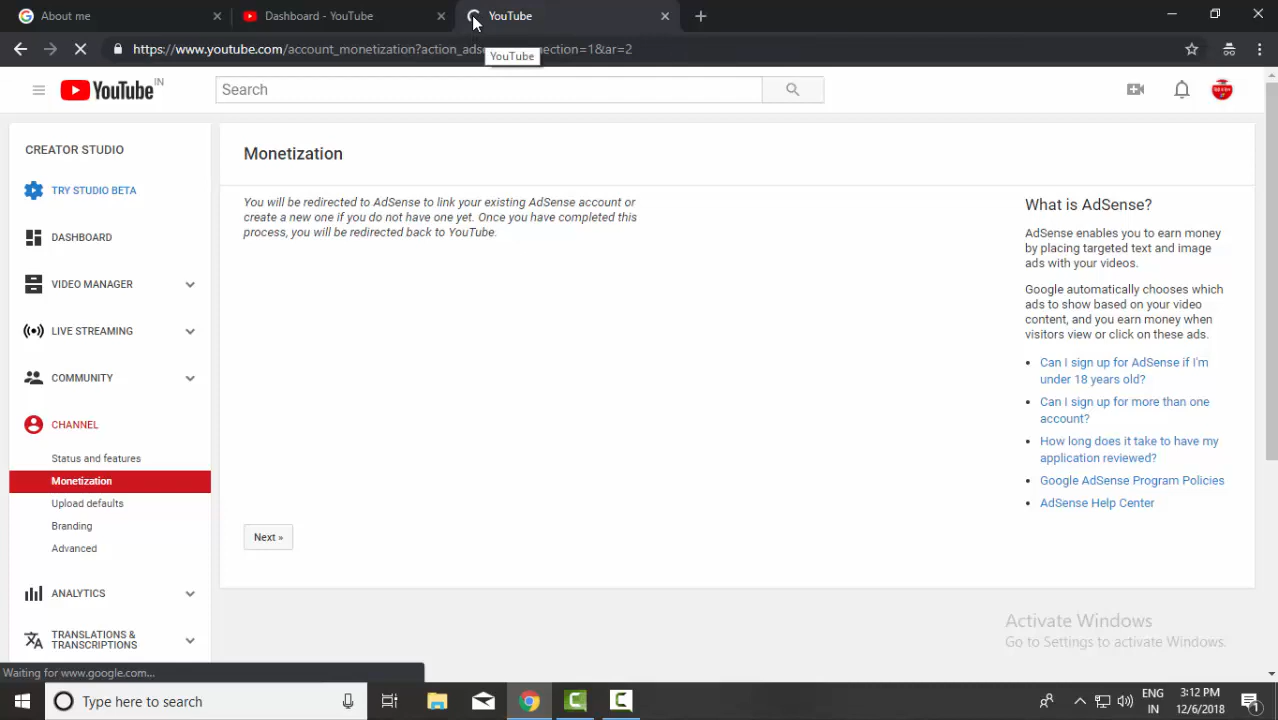 About me
Dashboard - YouTube
YouTube
https://www.youtube.com/account_monetization?action_ads
ection=1&ar=2
YouTube
YouTube IN
Search
CREATOR STUDIO
TRY STUDIO BETA
DASHBOARD
VIDEO MANAGER
LIVE STREAMING
COMMUNITY
CHANNEL
Status and features
Monetization
Upload defaults
Branding
Advanced
ANALYTICS
TRANSLATIONS &
TRANSCRIPTIONS
Monetization
You will be redirected to AdSense to link your existing AdSense account or
create a new one if you do not have one yet. Once you have completed this
process, you will be redirected back to YouTube.
Next »
What is AdSense?
AdSense enables you to earn money
by placing targeted text and image
ads with your videos.
Google automatically chooses which
ads to show based on your video
content, and you earn money when
visitors view or click on these ads.
Can I sign up for AdSense if I'm
under 18 years old?
Can I sign up for more than one
account?
How long does it take to have my
application reviewed?
Google AdSense Program Policies
AdSense Help Center
Activate Windows
Go to Settings to activate Windows.
Waiting for www.google.com...
Type here to search
ENG
IN
3:12 PM
12/6/2018
1